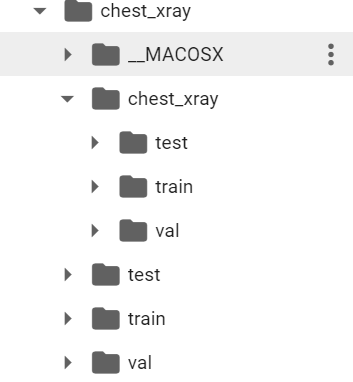 chest_xray
__MACOSX
chest_xray
test
train
val
test
train
val